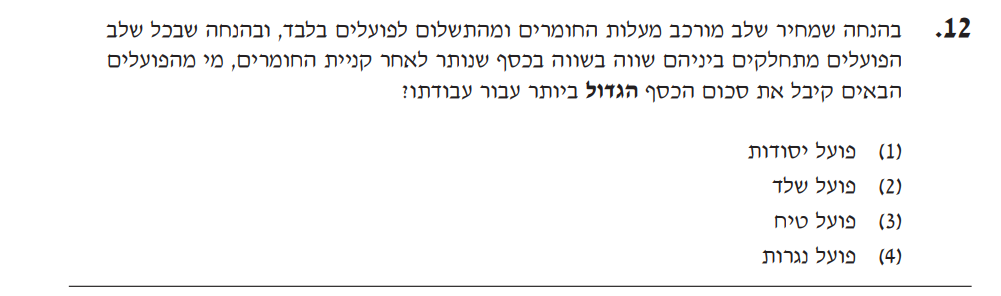 12. בהנחה שמחיר שלב מורכב מעלות החומרים ומהתשלום לפועלים בלבד, ובהנחה שבכל שלב
הפועלים מתחלקים ביניהם שווה בשווה בכסף שנותר לאחר קניית החומרים, מי מהפועלים
הבאים קיבל את סכום הכסף הגדול ביותר עבור עבודתו?
(1) פועל יסודות
(2) פועל שלד
(3) פועל טיח
(4) פועל נגרות